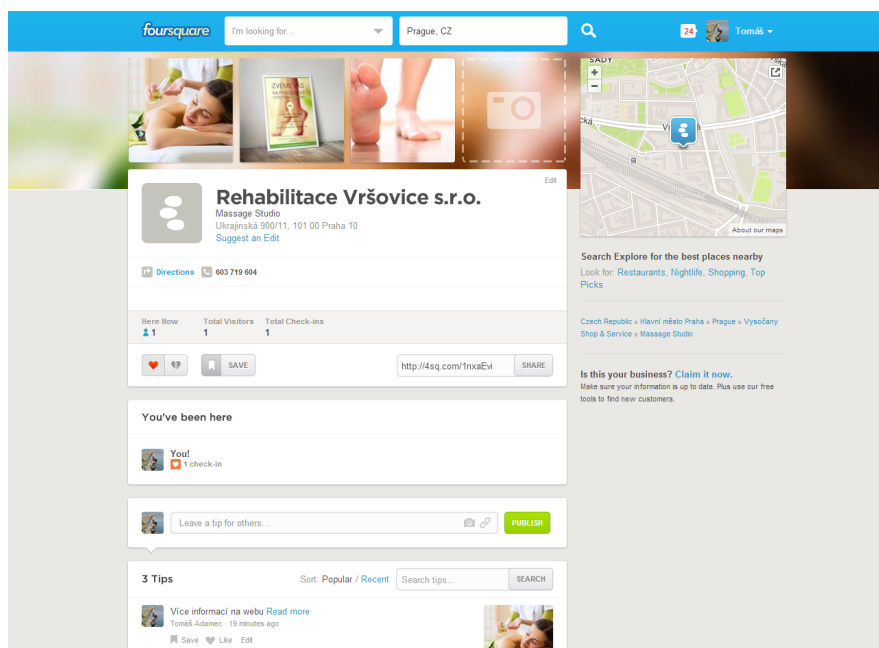 foursquare
I'm looking for...
Prague, CZ
24
Tomáš
ZVEME VÁS
SADY
+
−
About our maps
Edit
Rehabilitace Vršovice s.r.o.
Massage Studio
Ukrajinská 900/11, 101 00 Praha 10
Suggest an Edit
Directions 603 719 604
Here Now Total Visitors Total Check-ins
1 1 1
SAVE
http://4sq.com/1nxaEvi
SHARE
You've been here
You!
1 check-in
Leave a tip for others...
PUBLISH
3 Tips
Sort: Popular / Recent
Search tips...
SEARCH
Více informací na webu Read more
Tomáš Adamec · 19 minutes ago
Save Like Edit
Search Explore for the best places nearby
Look for: Restaurants, Nightlife, Shopping, Top
Picks
Czech Republic » Hlavní město Praha » Prague » Vysočany
Shop & Service » Massage Studio
Is this your business? Claim it now.
Make sure your information is up to date. Plus use our free
tools to find new customers.